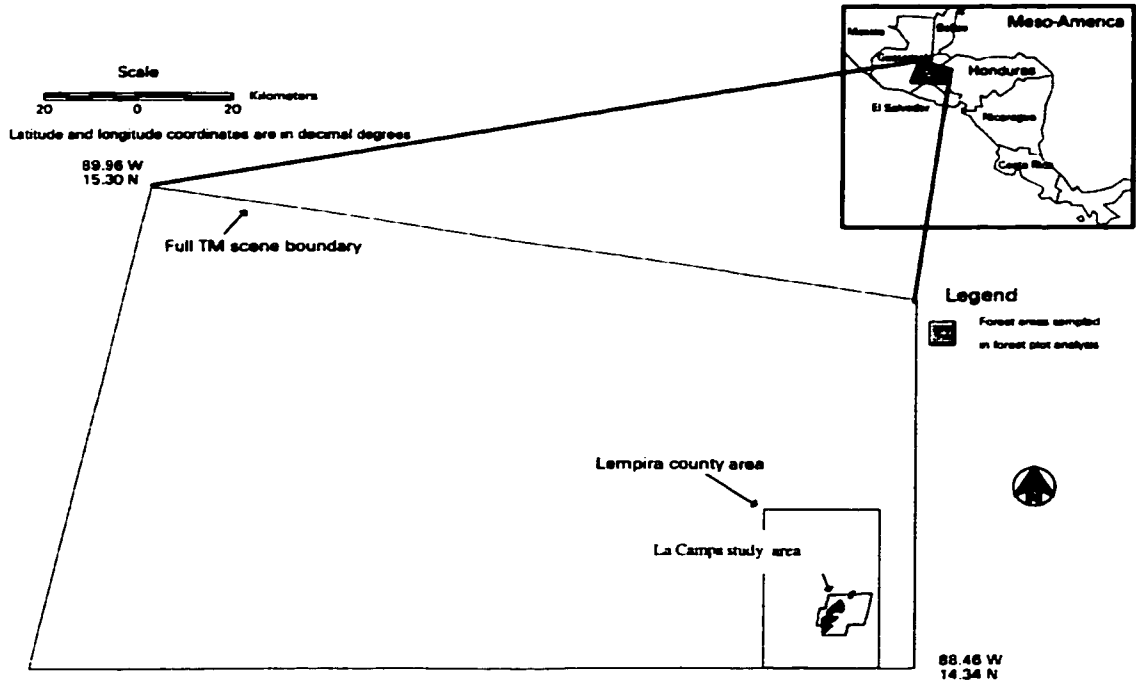 Meso-America
Mexico
Belize
Honduras
El Salvador
Nicaragua
Costa Rica
Scale
20 0 20 Kilometers
Latitude and longitude coordinates are in decimal degrees
89.96 W
15.30 N
Full TM scene boundary
Legend
Forest areas sampled
in forest plot analysis
Lempira county area
La Campa study area
88.46 W
14.34 N